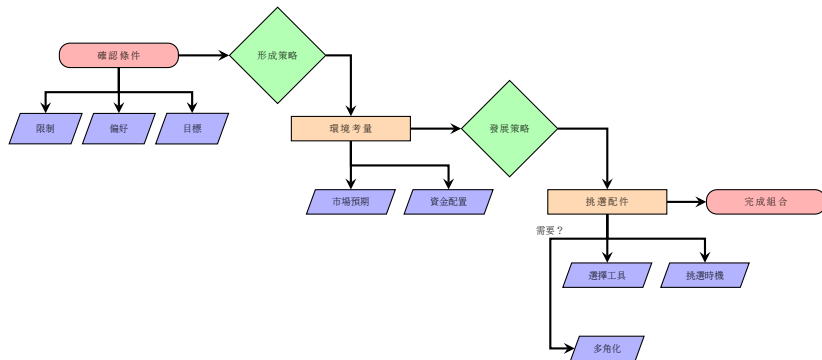 確認條件
形成策略
限制
偏好
目標
環境考量
發展策略
市場預期
資金配置
挑選配件
完成組合
需要？
選擇工具
挑選時機
多角化